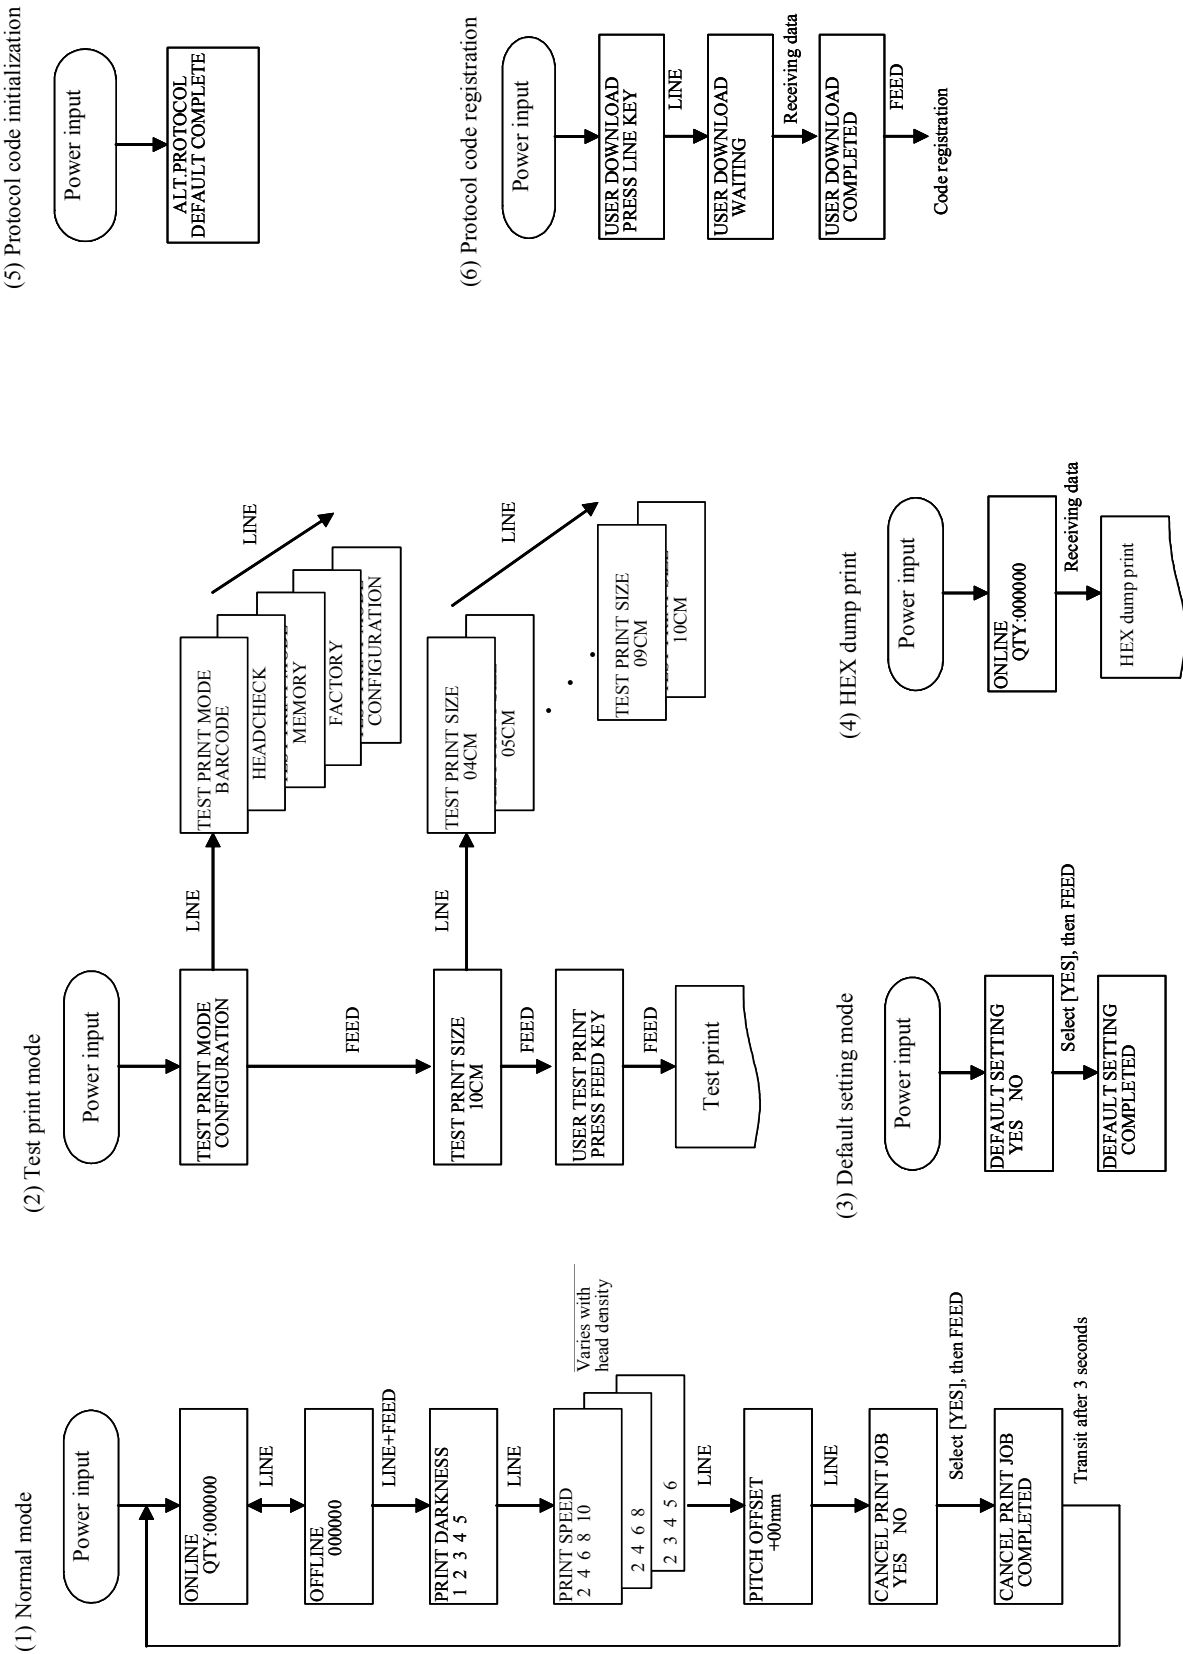 (1) Normal mode
Power input
ONLINE
QTY:000000
LINE
OFFLINE
000000
LINE+FEED
PRINT DARKNESS
1 2 3 4 5
LINE
PRINT SPEED
2 4 6 8 10
2 4 6 8
2 3 4 5 6
Varies with
head density
LINE
PITCH OFFSET
+00mm
LINE
CANCEL PRINT JOB
YES NO
Select [YES], then FEED
CANCEL PRINT JOB
COMPLETED
Transit after 3 seconds
(2) Test print mode
Power input
TEST PRINT MODE
CONFIGURATION
LINE
TEST PRINT MODE
BARCODE
HEADCHECK
TEST PRINT MODE
MEMORY
FACTORY
TEST PRINT MODE
CONFIGURATION
LINE
FEED
TEST PRINT SIZE
10CM
LINE
TEST PRINT SIZE
04CM
05CM
TEST PRINT SIZE
09CM
TEST PRINT SIZE
10CM
LINE
FEED
USER TEST PRINT
PRESS FEED KEY
FEED
Test print
(3) Default setting mode
Power input
DEFAULT SETTING
YES NO
Select [YES], then FEED
DEFAULT SETTING
COMPLETED
(4) HEX dump print
Power input
ONLINE
QTY:000000
Receiving data
HEX dump print
(5) Protocol code initialization
Power input
ALT.PROTOCOL
DEFAULT COMPLETE
(6) Protocol code registration
Power input
USER DOWNLOAD
PRESS LINE KEY
LINE
USER DOWNLOAD
WAITING
Receiving data
USER DOWNLOAD
COMPLETED
FEED
Code registration